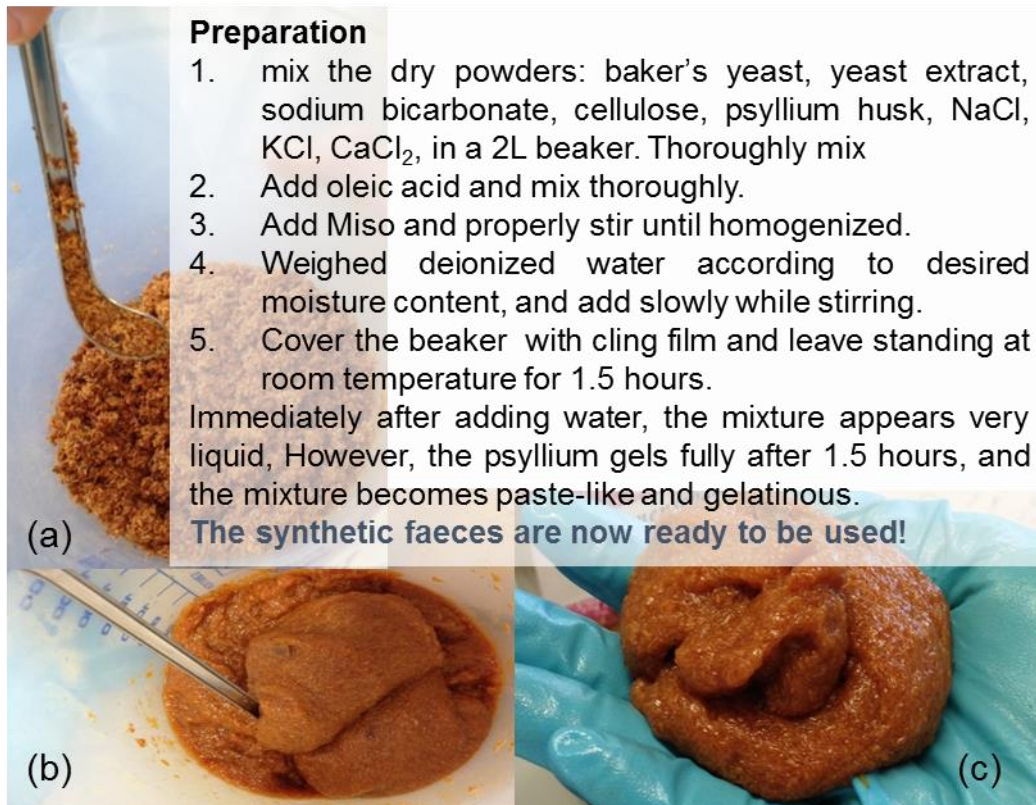 Preparation
1. mix the dry powders: baker's yeast, yeast extract,
sodium bicarbonate, cellulose, psyllium husk, NaCl,
KCl, CaCl₂, in a 2L beaker. Thoroughly mix
2. Add oleic acid and mix thoroughly.
3. Add Miso and properly stir until homogenized.
4. Weighed deionized water according to desired
moisture content, and add slowly while stirring.
5. Cover the beaker with cling film and leave standing at
room temperature for 1.5 hours.
Immediately after adding water, the mixture appears very
liquid, However, the psyllium gels fully after 1.5 hours, and
the mixture becomes paste-like and gelatinous.
(a)
The synthetic faeces are now ready to be used!
(b)
(c)